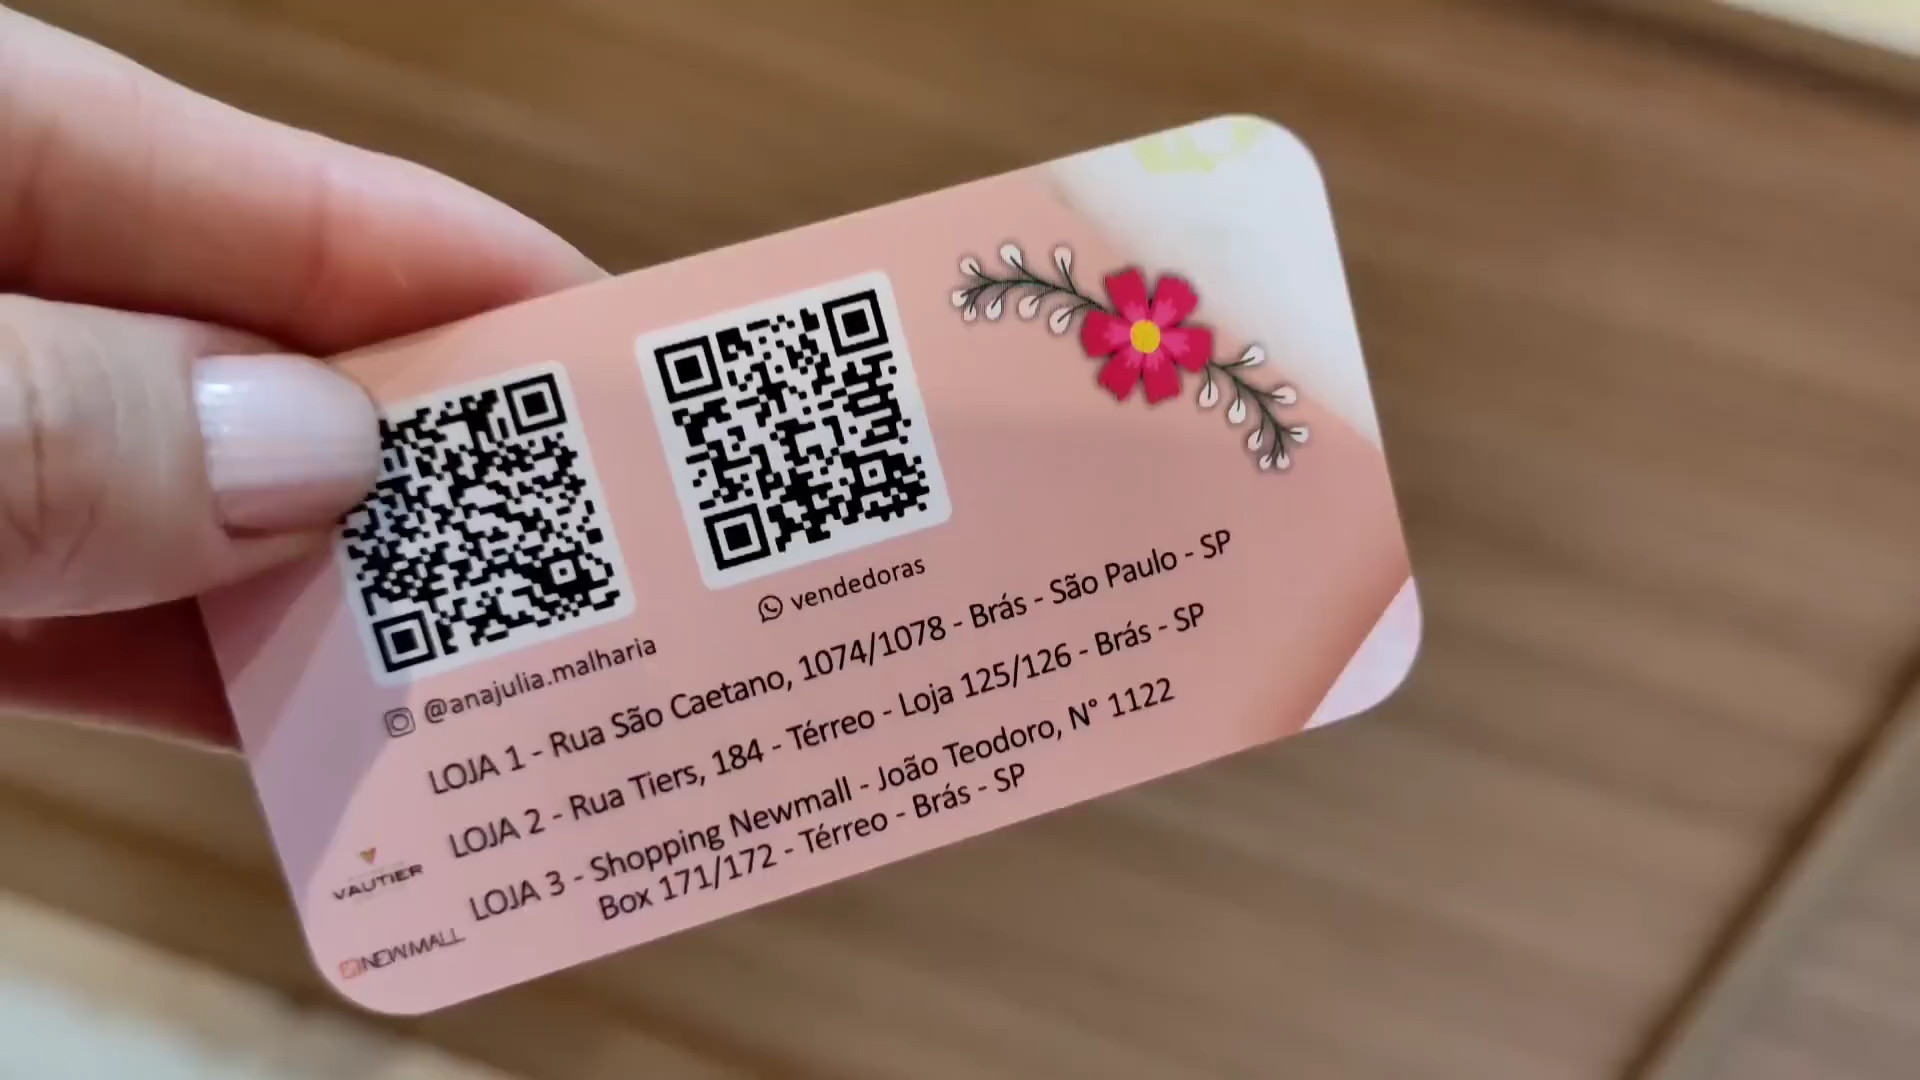 @anajulia.malharia
vendedoras
LOJA 1 - Rua São Caetano, 1074/1078 - Brás - São Paulo - SP
LOJA 2 - Rua Tiers, 184 - Térreo - Loja 125/126 - Brás - SP
LOJA 3 - Shopping Newmall - João Teodoro, N° 1122
Box 171/172 - Térreo - Brás - SP
VAUTIER
NEWMALL